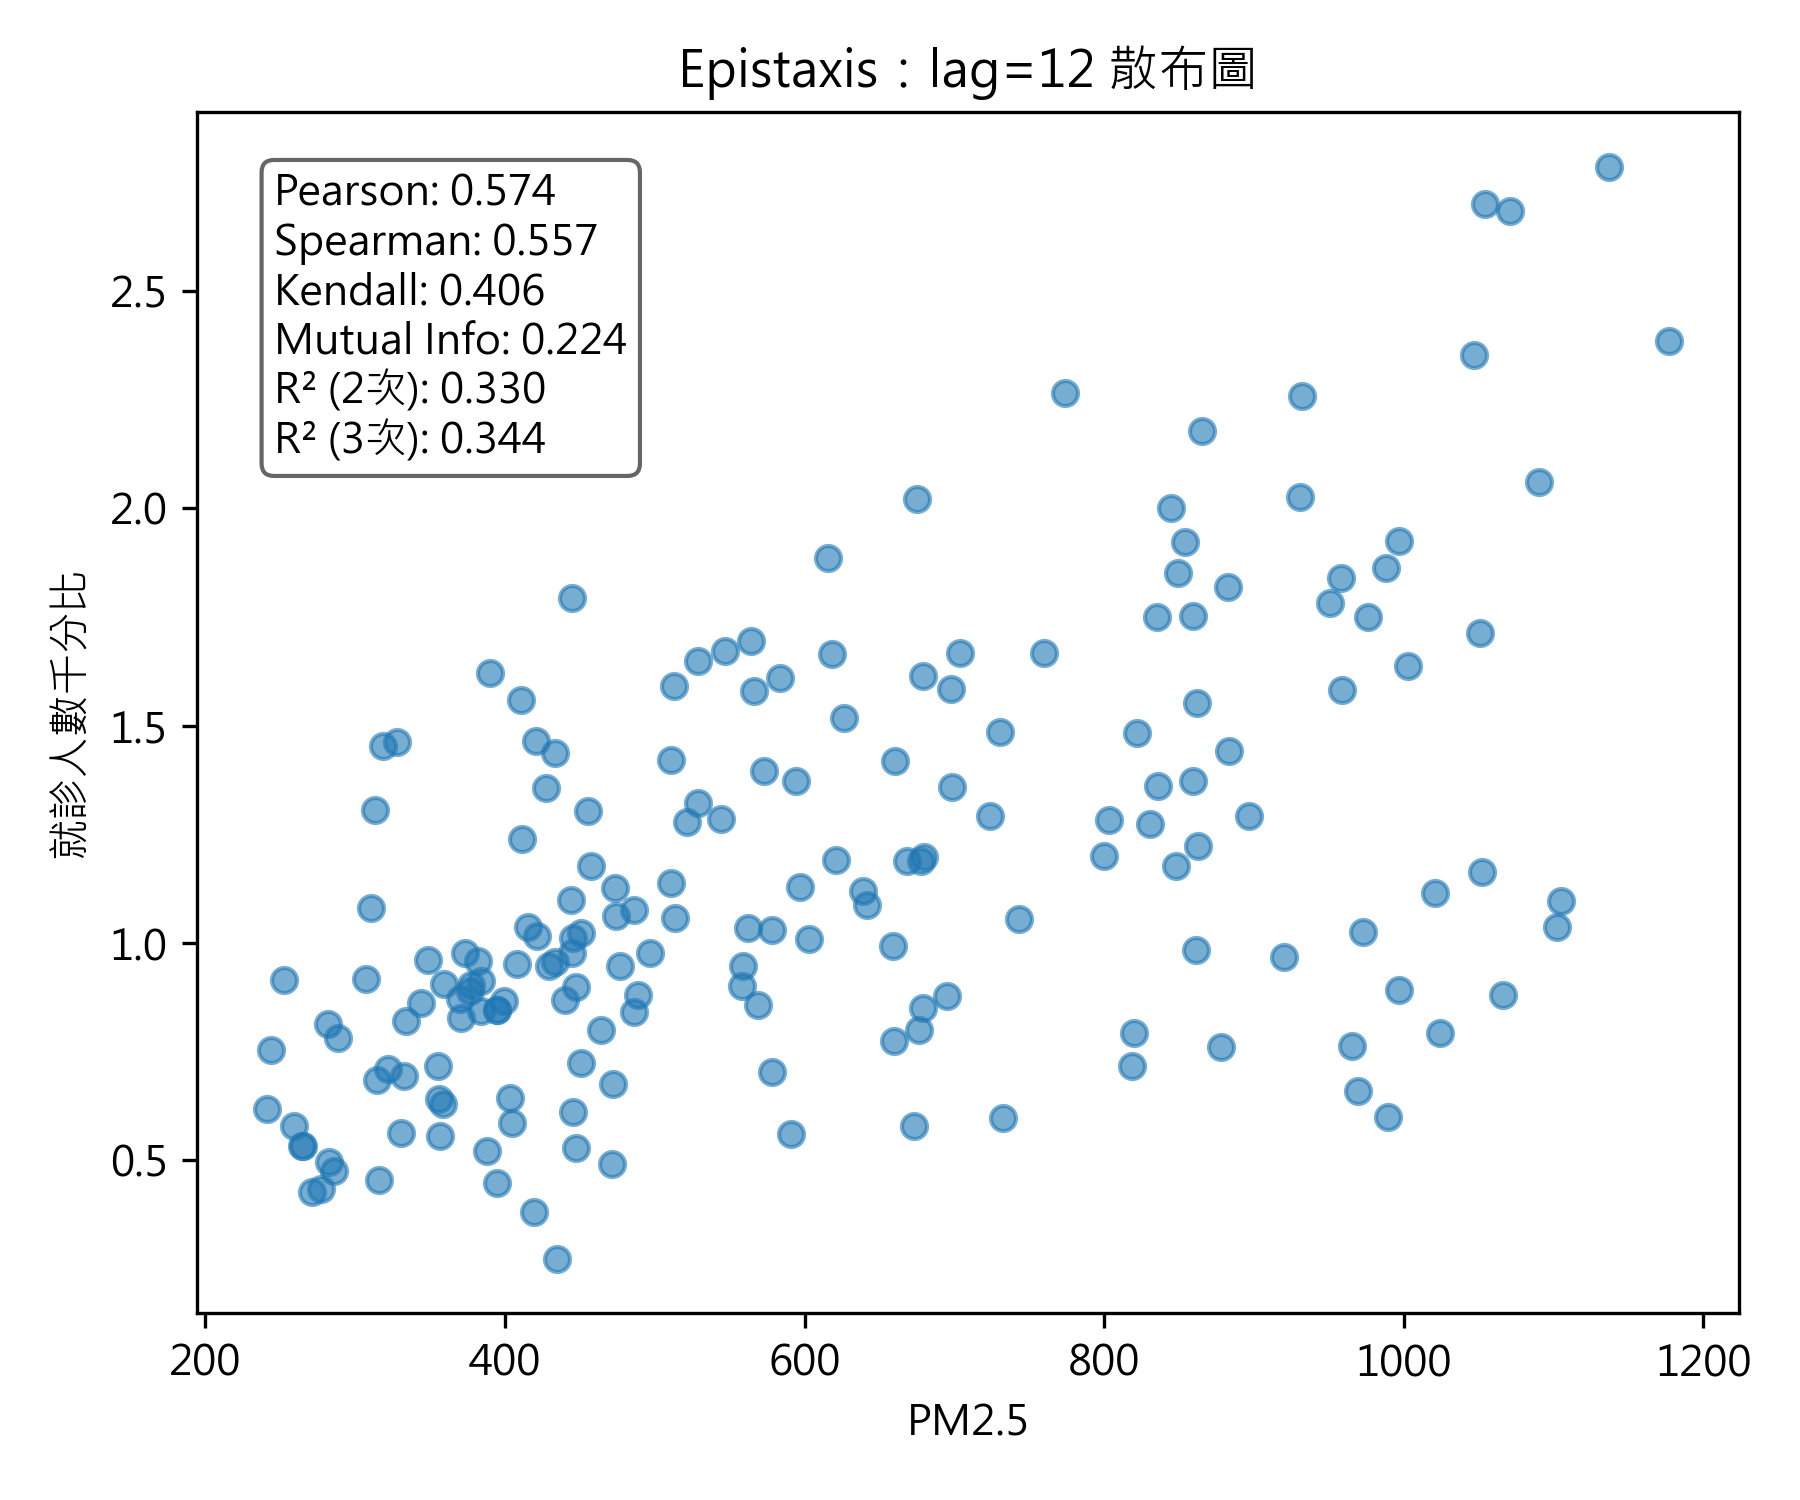 Epistaxis：lag=12 散布圖
Pearson: 0.574
Spearman: 0.557
Kendall: 0.406
Mutual Info: 0.224
R² (2次): 0.330
R² (3次): 0.344
就診人數千分比
2.5
2.0
1.5
1.0
0.5
200 400 600 800 1000 1200
PM2.5